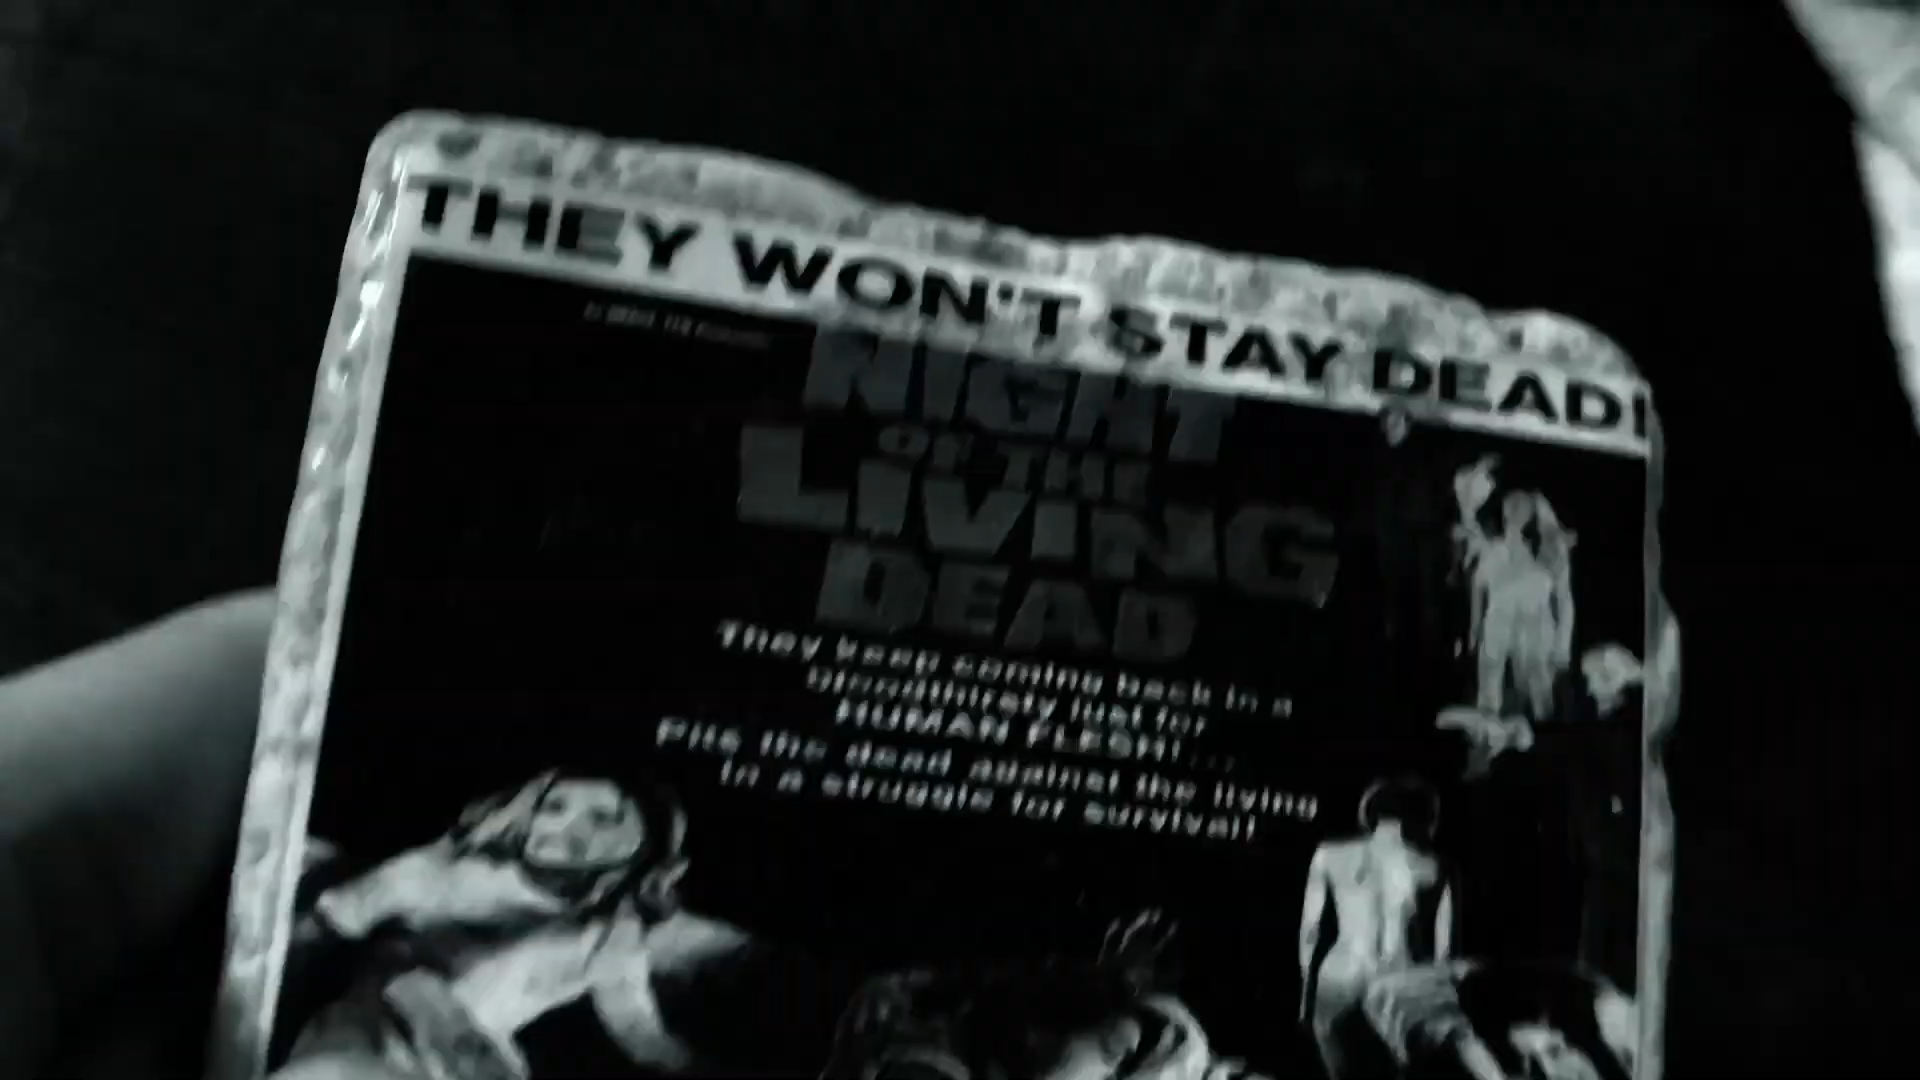 THEY WON'T STAY DEAD!
NIGHT
OF THE
LIVING
DEAD
They keep coming back in a
bloodthirsty lust for
HUMAN FLESH!...
Pits the dead against the living
in a struggle for survival!